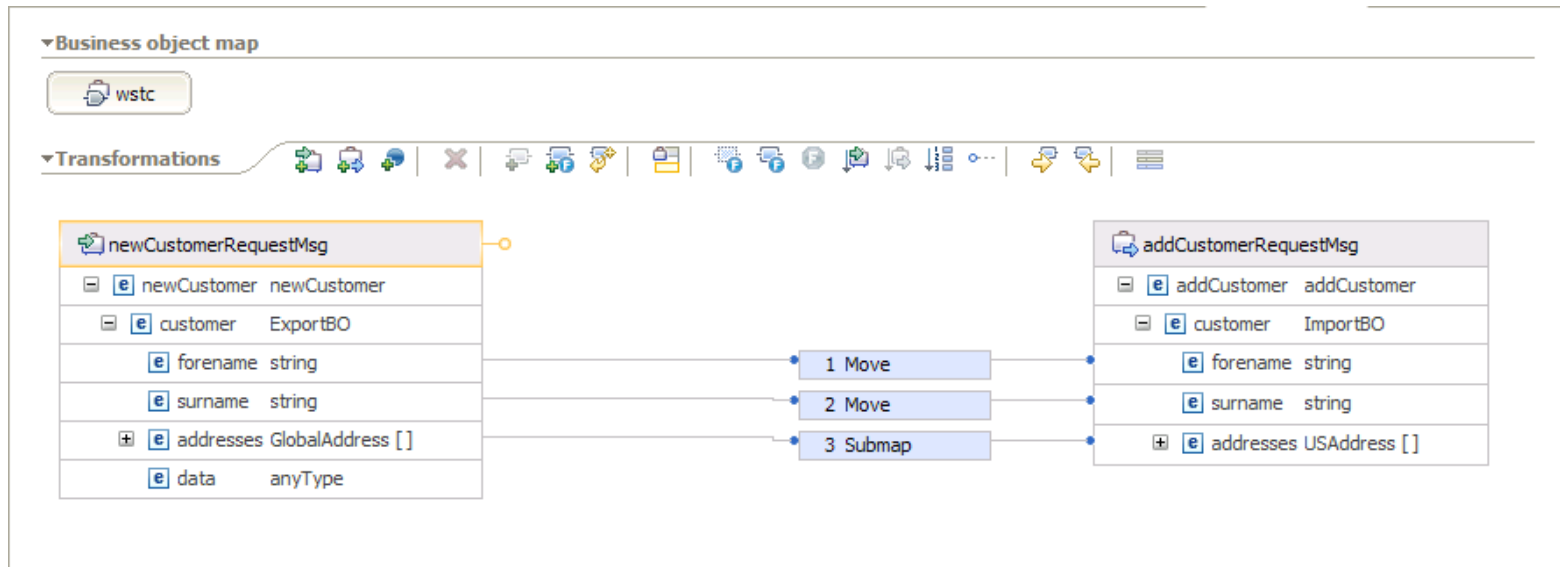 Business object map
wstc
Transformations
newCustomerRequestMsg
addCustomerRequestMsg
e newCustomer newCustomer
e addCustomer addCustomer
e customer ExportBO
e customer ImportBO
e forename string
1 Move
e forename string
e surname string
2 Move
e surname string
e addresses GlobalAddress []
3 Submap
e addresses USAddress []
e data anyType